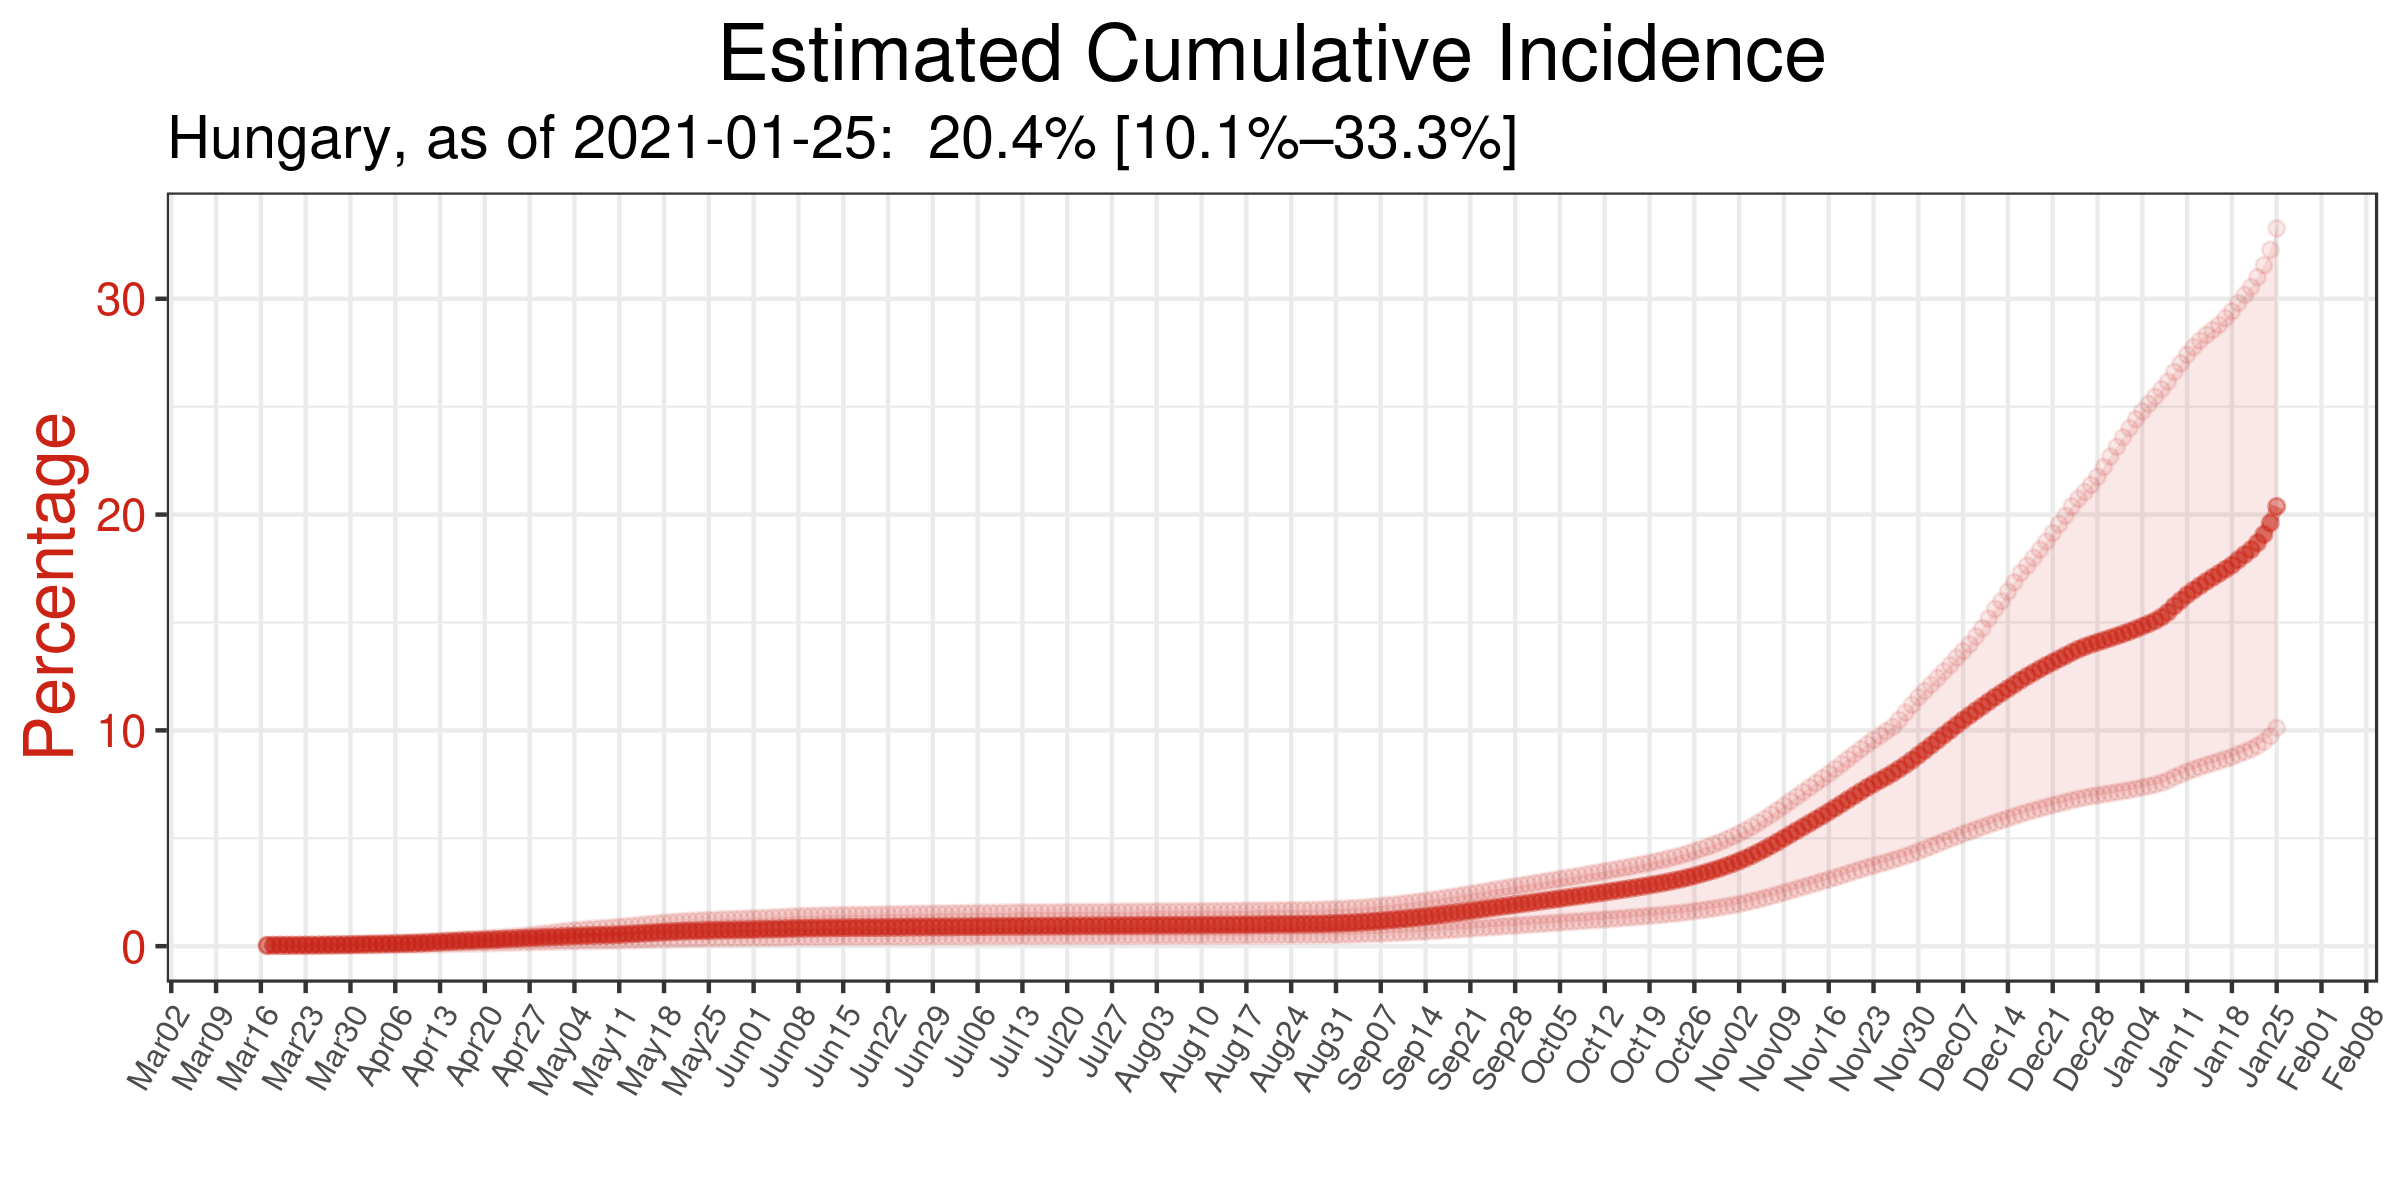 Estimated Cumulative Incidence
Hungary, as of 2021-01-25:  20.4% [10.1%–33.3%]
Percentage
30
20
10
0
Mar02
Mar09
Mar16
Mar23
Mar30
Apr06
Apr13
Apr20
Apr27
May04
May11
May18
May25
Jun01
Jun08
Jun15
Jun22
Jun29
Jul06
Jul13
Jul20
Jul27
Aug03
Aug10
Aug17
Aug24
Aug31
Sep07
Sep14
Sep21
Sep28
Oct05
Oct12
Oct19
Oct26
Nov02
Nov09
Nov16
Nov23
Nov30
Dec07
Dec14
Dec21
Dec28
Jan04
Jan11
Jan18
Jan25
Feb01
Feb08